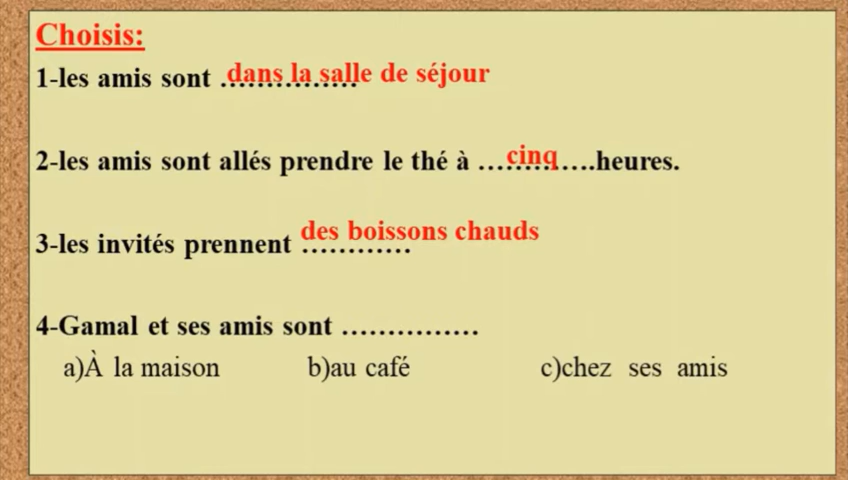 Choisis:
1-les amis sont ...............dans la salle de séjour
2-les amis sont allés prendre le thé à ...cinq....heures.
3-les invités prennent ............des boissons chauds
4-Gamal et ses amis sont ...............
a)À la maison b)au café c)chez ses amis